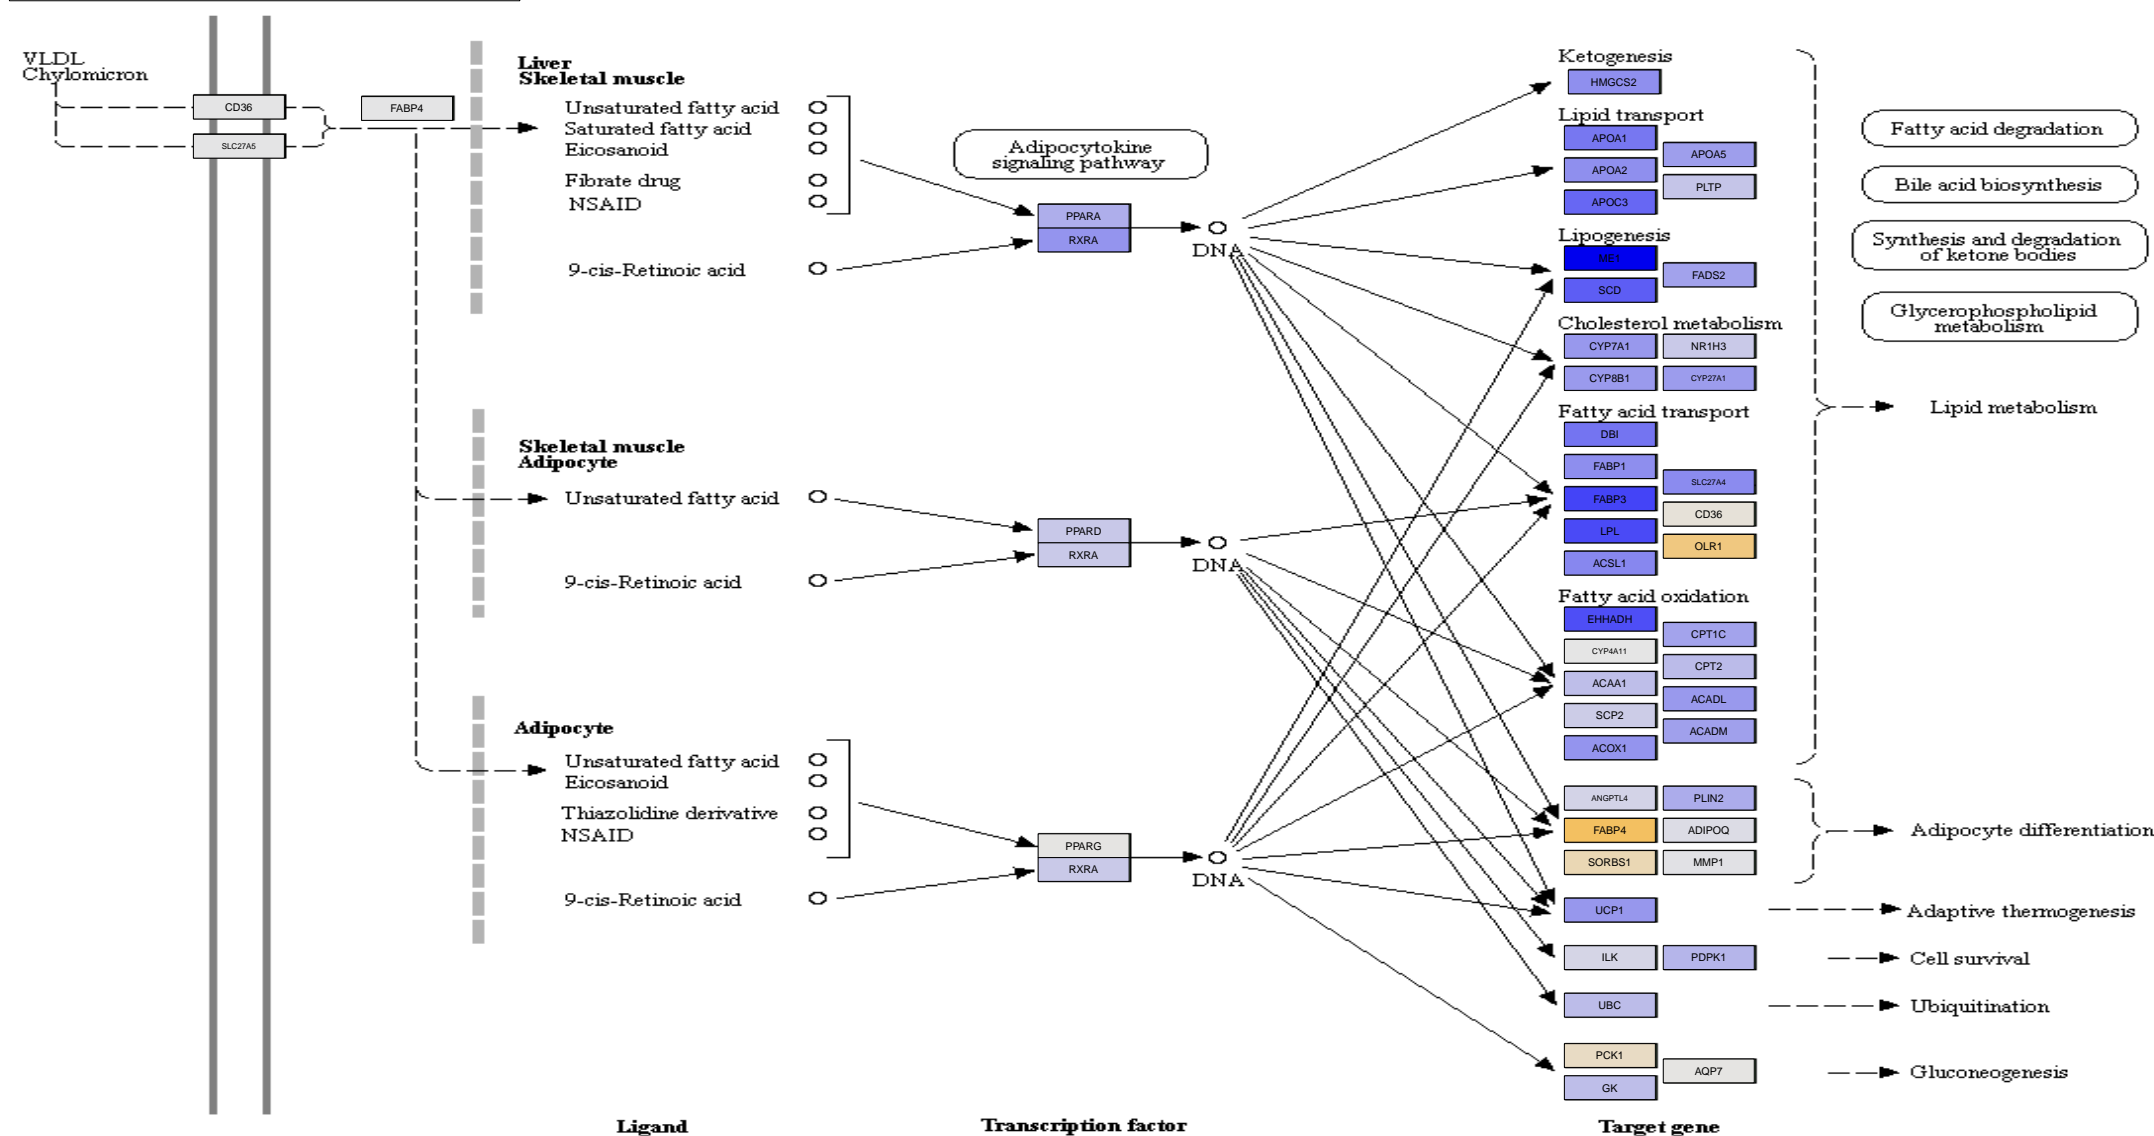 VLDL
Chylomicron
CD36
SLC27A5
FABP4
Liver
Skeletal muscle
Unsaturated fatty acid
Saturated fatty acid
Eicosanoid
Fibrate drug
NSAID
9-cis-Retinoic acid
Skeletal muscle
Adipocyte
Unsaturated fatty acid
9-cis-Retinoic acid
Adipocyte
Unsaturated fatty acid
Eicosanoid
Thiazolidine derivative
NSAID
9-cis-Retinoic acid
Ligand
Adipocytokine
signaling pathway
PPARA
RXRA
DNA
PPARD
RXRA
DNA
PPARG
RXRA
DNA
Transcription factor
Ketogenesis
HMGCS2
Lipid transport
APOA1
APOA5
APOA2
PLTP
APOC3
Lipogenesis
ME1
FADS2
SCD
Cholesterol metabolism
CYP7A1 NR1H3
CYP8B1 CYP27A1
Fatty acid transport
DBI
FABP1
SLC27A4
FABP3
CD36
LPL
OLR1
ACSL1
Fatty acid oxidation
EHHADH
CPT1C
CYP4A11
CPT2
ACAA1
ACADL
SCP2
ACADM
ACOX1
ANGPTL4 PLIN2
FABP4 ADIPOQ
SORBS1 MMP1
UCP1
ILK PDPK1
UBC
PCK1
AQP7
GK
Target gene
Fatty acid degradation
Bile acid biosynthesis
Synthesis and degradation
of ketone bodies
Glycerophospholipid
metabolism
Lipid metabolism
Adipocyte differentiation
Adaptive thermogenesis
Cell survival
Ubiquitination
Gluconeogenesis